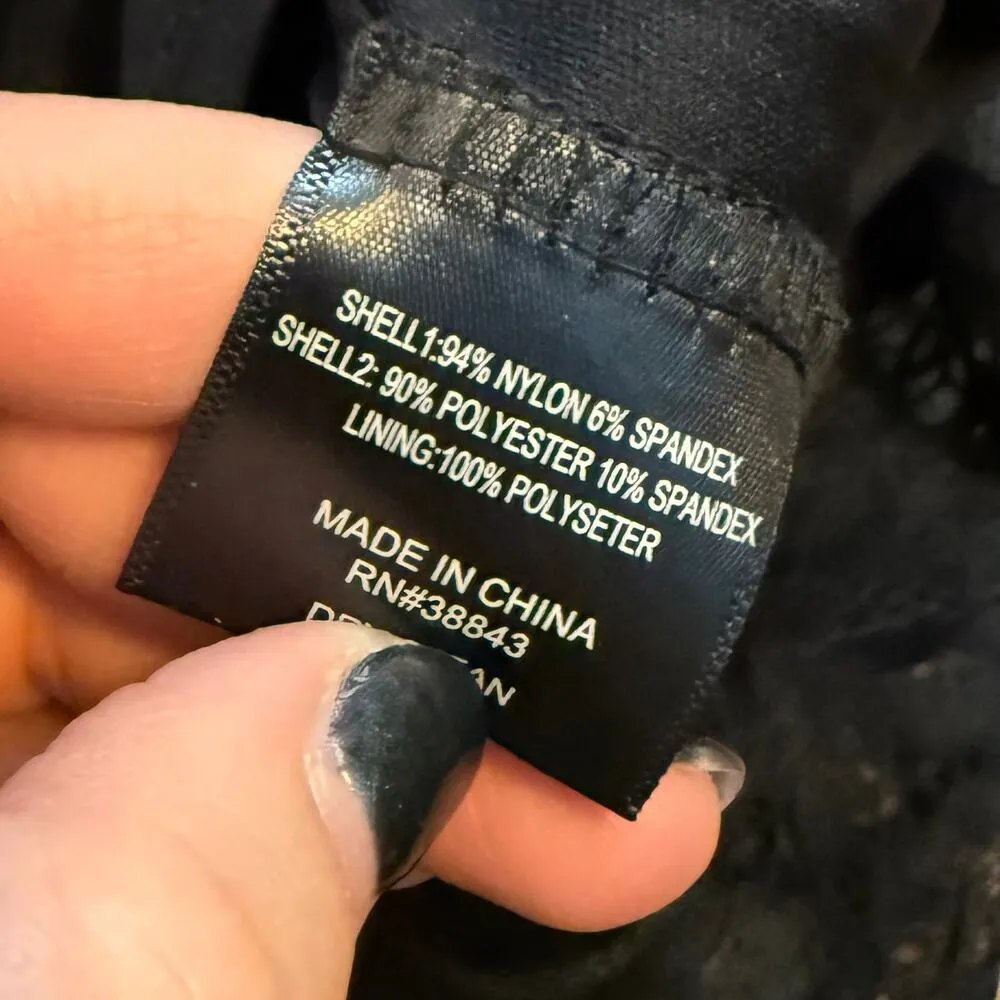 SHELL1:94% NYLON 6% SPANDEX
SHELL2: 90% POLYESTER 10% SPANDEX
LINING:100% POLYSETER
MADE IN CHINA
RN#38843